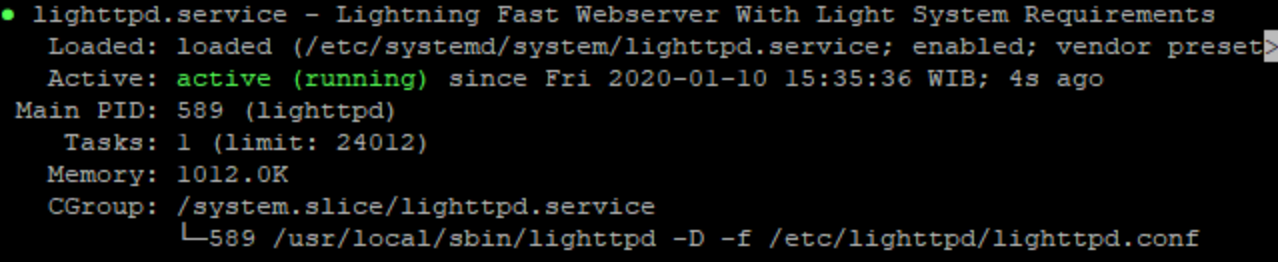 ● lighttpd.service - Lightning Fast Webserver With Light System Requirements
   Loaded: loaded (/etc/systemd/system/lighttpd.service; enabled; vendor preset>
   Active: active (running) since Fri 2020-01-10 15:35:36 WIB; 4s ago
 Main PID: 589 (lighttpd)
    Tasks: 1 (limit: 24012)
   Memory: 1012.0K
   CGroup: /system.slice/lighttpd.service
           └─589 /usr/local/sbin/lighttpd -D -f /etc/lighttpd/lighttpd.conf